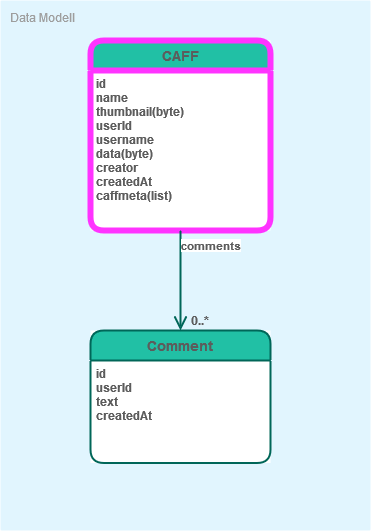 Data Modell
CAFF
id
name
thumbnail(byte)
userId
username
data(byte)
creator
createdAt
caffmeta(list)
comments
0..*
Comment
id
userId
text
createdAt